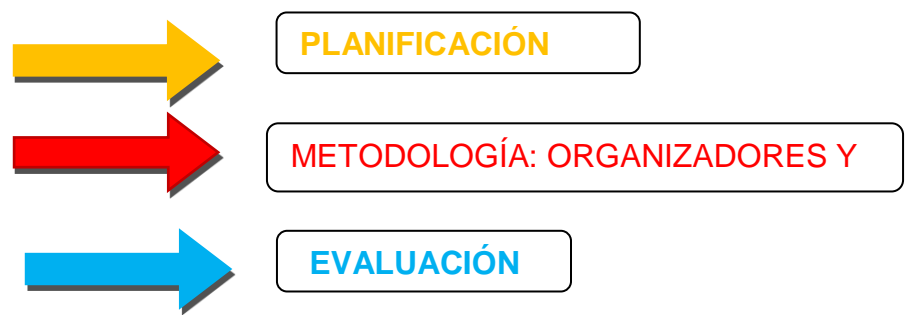 PLANIFICACIÓN
METODOLOGÍA: ORGANIZADORES Y
EVALUACIÓN